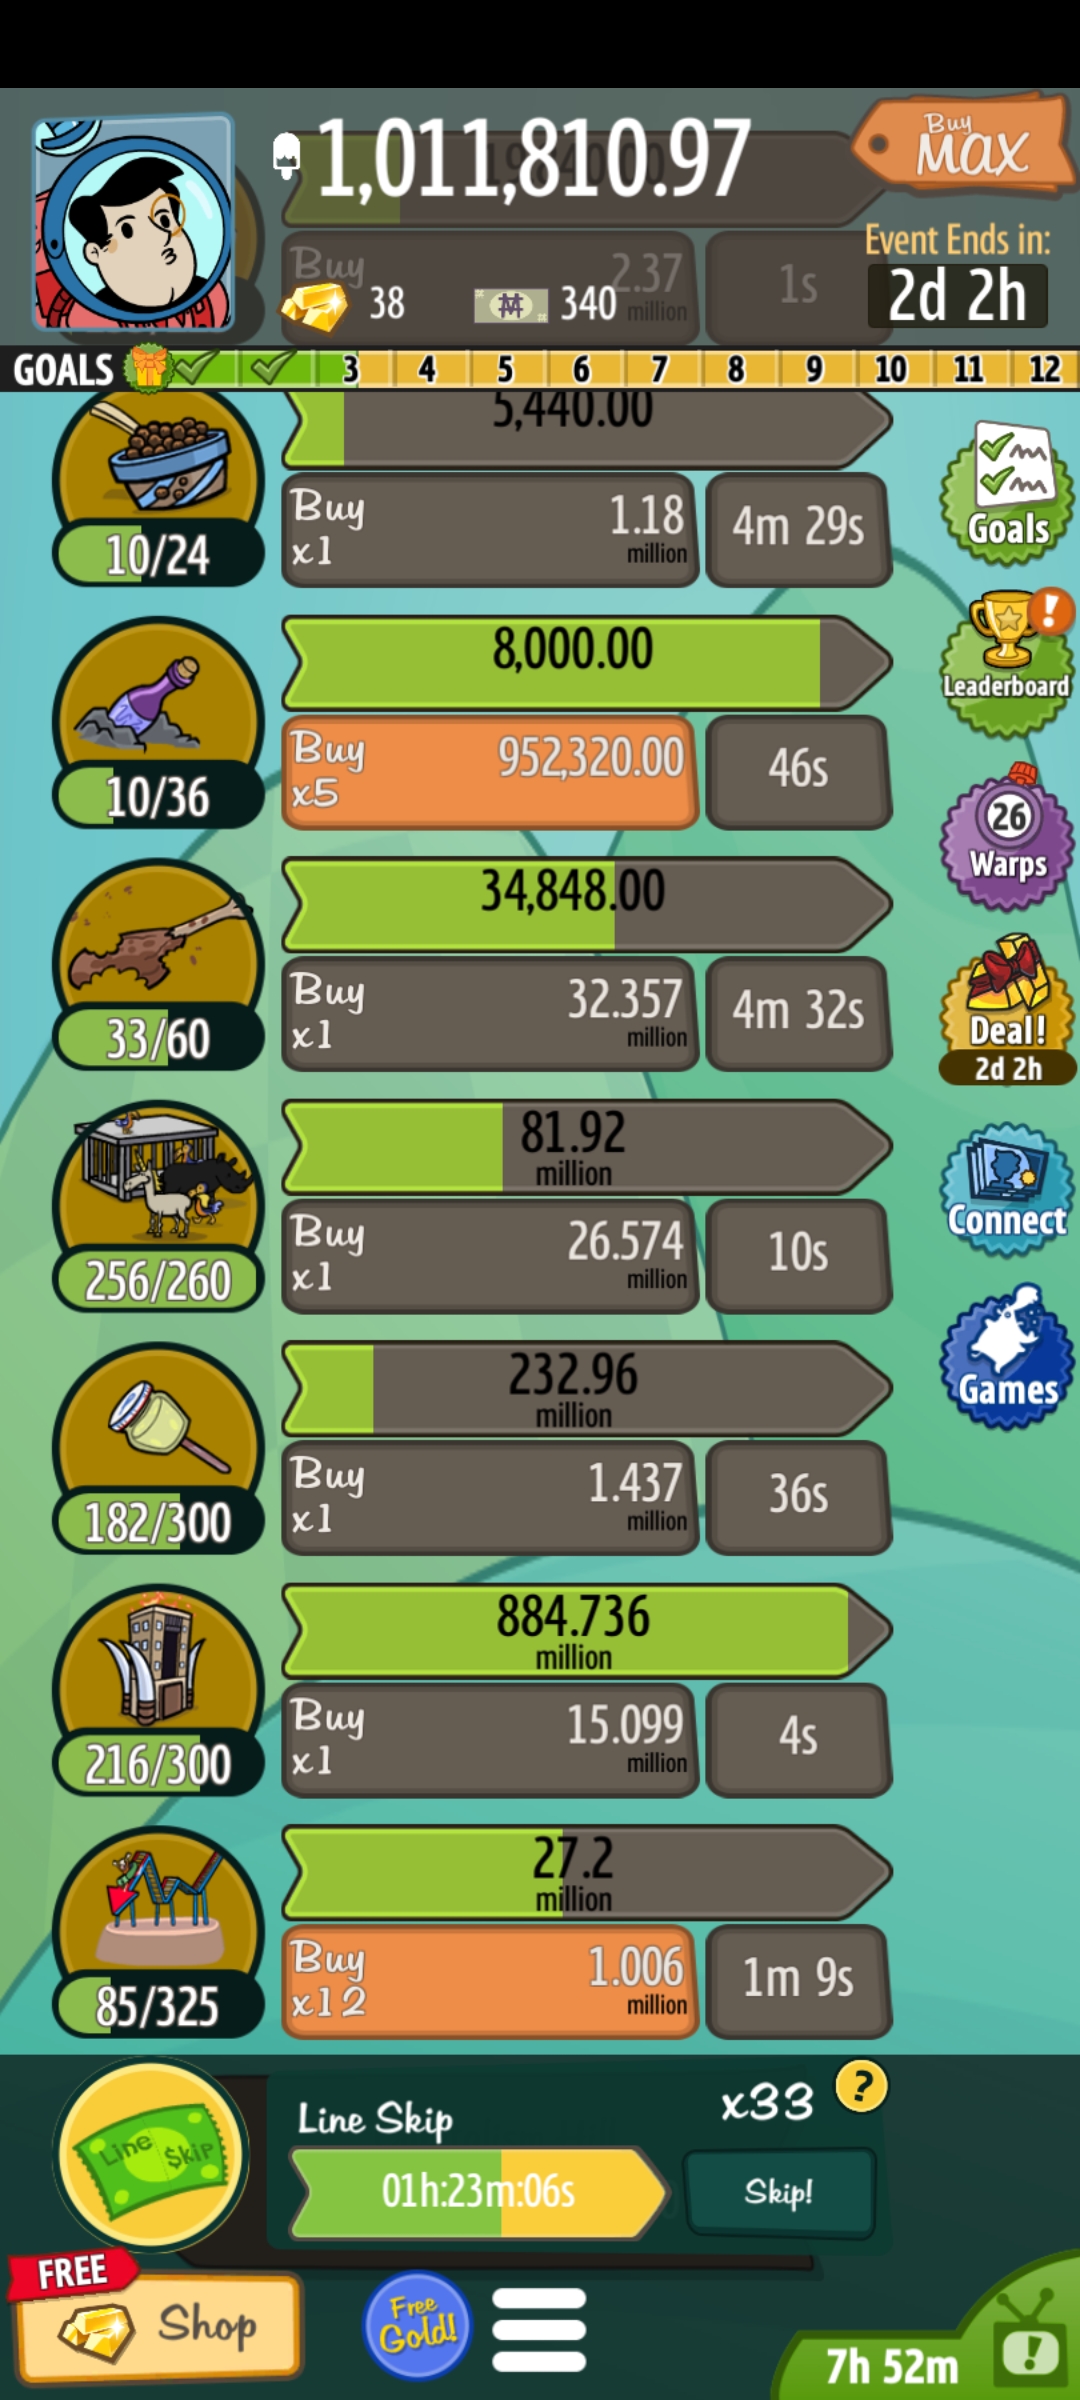 1,011,810.97
Buy
MAX
Event Ends in:
2d 2h
Buy
2.37
million
1s
38
340
GOALS 3 4 5 6 7 8 9 10 11 12
5,440.00
10/24
Buy
x1
1.18
million
4m 29s
Goals
8,000.00
10/36
Buy
x5
952,320.00
46s
!
Leaderboard
34,848.00
33/60
Buy
x1
32.357
million
4m 32s
26
Warps
Deal!
2d 2h
81.92
million
256/260
Buy
x1
26.574
million
10s
Connect
232.96
million
182/300
Buy
x1
1.437
million
36s
Games
884.736
million
216/300
Buy
x1
15.099
million
4s
27.2
million
85/325
Buy
x12
1.006
million
1m 9s
Line $kip
Line Skip
x33
?
01h:23m:06s
Skip!
FREE
Shop
Free
Gold!
7h 52m
!